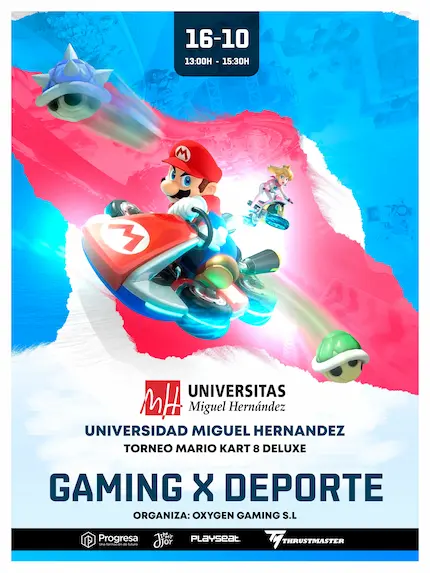 16-10
13:00H - 15:30H
M
M
MH UNIVERSITAS
Miguel Hernández
UNIVERSIDAD MIGUEL HERNANDEZ
TORNEO MARIO KART 8 DELUXE
GAMING X DEPORTE
ORGANIZA: OXYGEN GAMING S.L
Progresa
PLAYSEAT
THRUSTMASTER